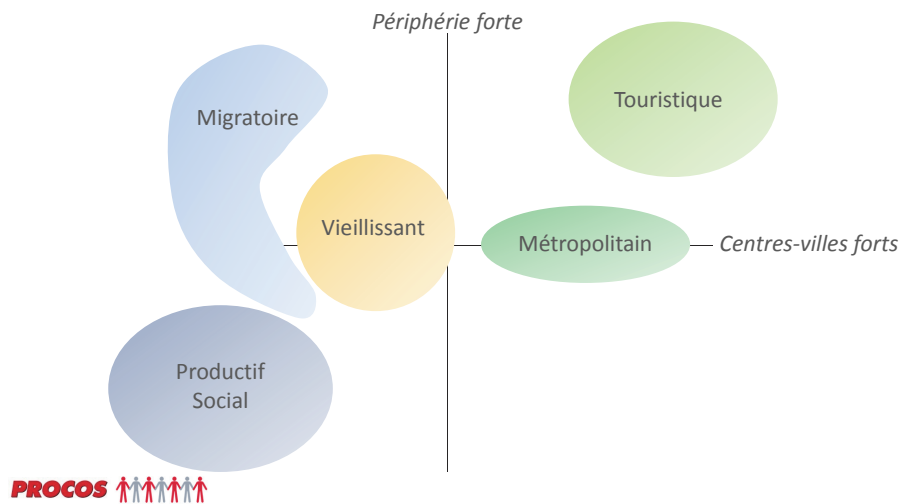 Périphérie forte
Touristique
Migratoire
Vieillissant
Métropolitain
Centres-villes forts
Productif
Social
PROCOS